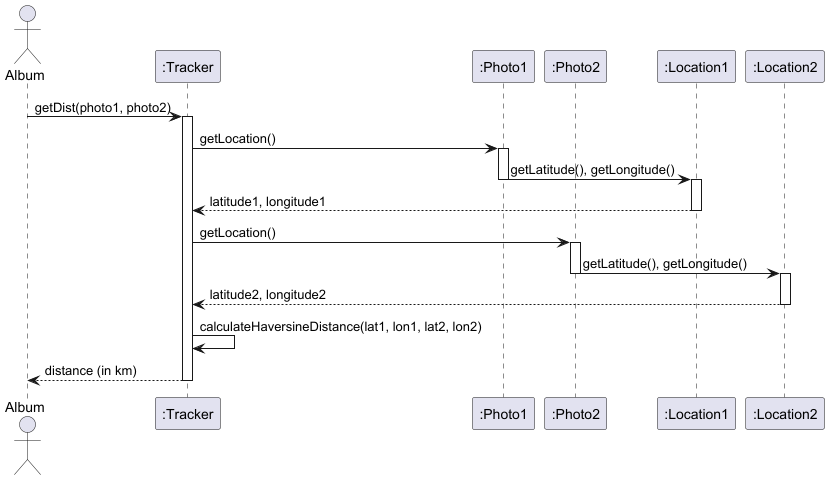 Album
:Tracker
:Photo1
:Photo2
:Location1
:Location2
getDist(photo1, photo2)
getLocation()
getLatitude(), getLongitude()
latitude1, longitude1
getLocation()
getLatitude(), getLongitude()
latitude2, longitude2
calculateHaversineDistance(lat1, lon1, lat2, lon2)
distance (in km)
Album
:Tracker
:Photo1
:Photo2
:Location1
:Location2